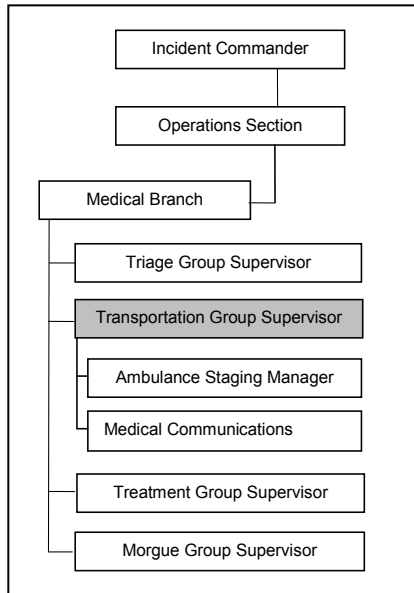 Incident Commander
Operations Section
Medical Branch
Triage Group Supervisor
Transportation Group Supervisor
Ambulance Staging Manager
Medical Communications
Treatment Group Supervisor
Morgue Group Supervisor